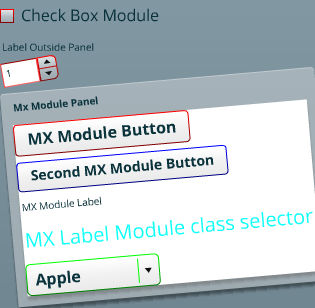 Check Box Module
Label Outside Panel
1
Mx Module Panel
MX Module Button
Second MX Module Button
MX Module Label
MX Label Module class selector
Apple